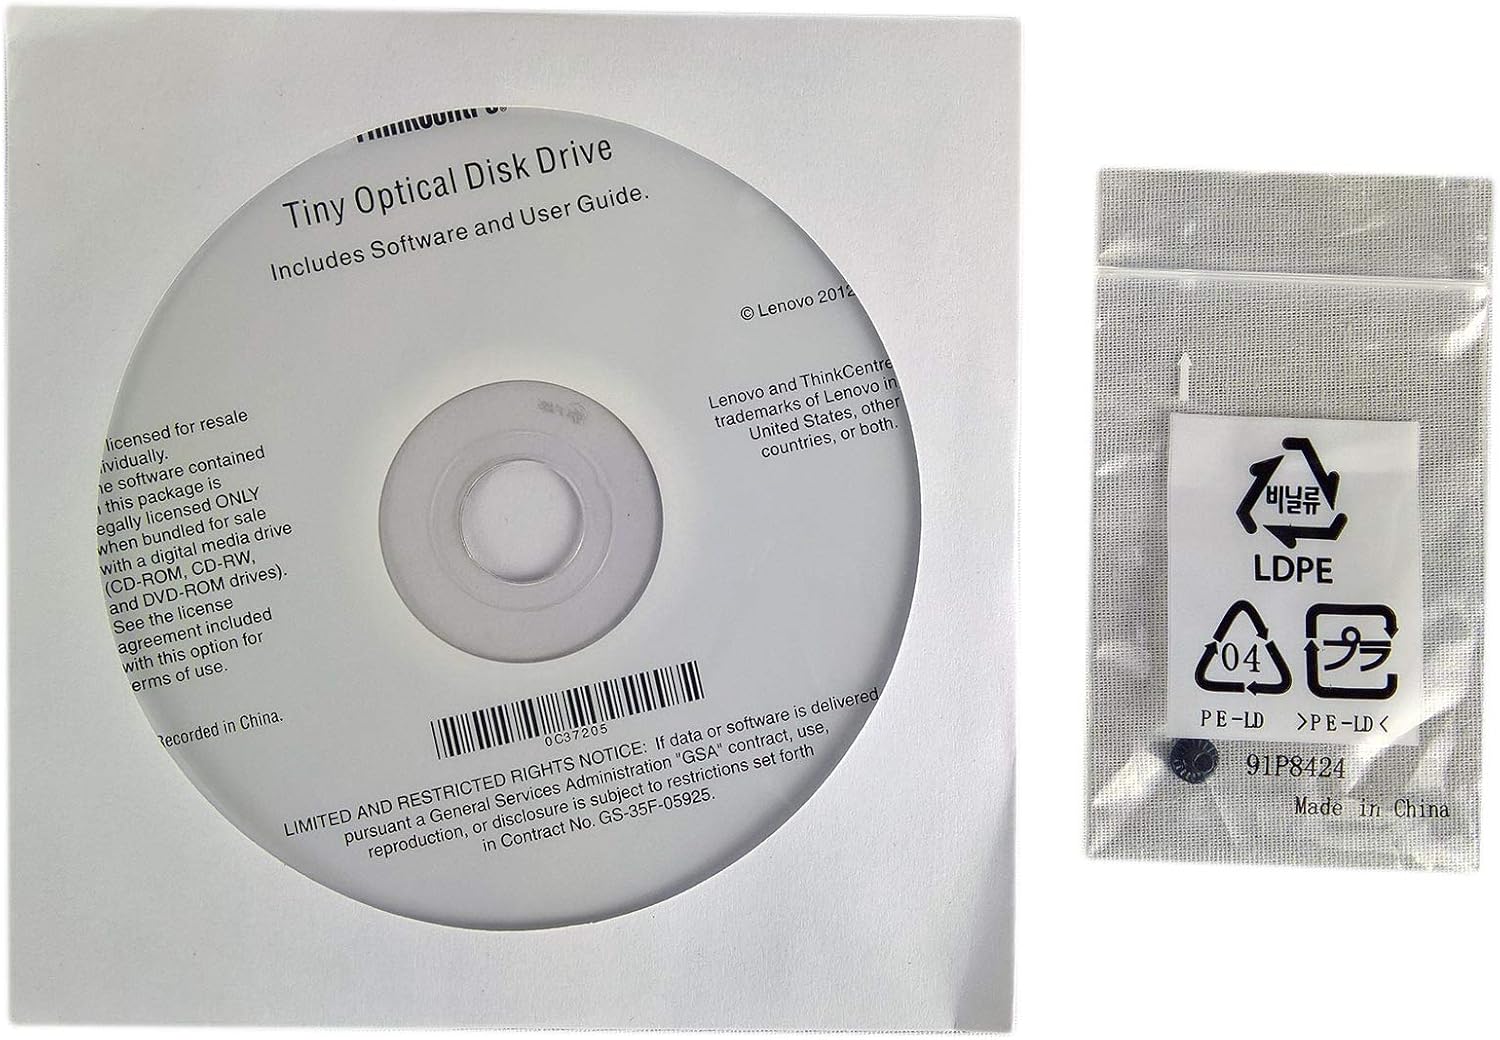 ThinkCentre®
Tiny Optical Disk Drive
Includes Software and User Guide.
© Lenovo 2012
Lenovo and ThinkCentre
trademarks of Lenovo in
United States, other
countries, or both.
licensed for resale
ividually.
e software contained
this package is
egally licensed ONLY
when bundled for sale
with a digital media drive
(CD-ROM, CD-RW,
and DVD-ROM drives).
See the license
agreement included
with this option for
erms of use.
Recorded in China.
0C37205
LIMITED AND RESTRICTED RIGHTS NOTICE: If data or software is delivered
pursuant a General Services Administration "GSA" contract, use,
reproduction, or disclosure is subject to restrictions set forth
in Contract No. GS-35F-05925.
비닐류
LDPE
04
プラ
PE-LD >PE-LD<
91P8424
Made in China